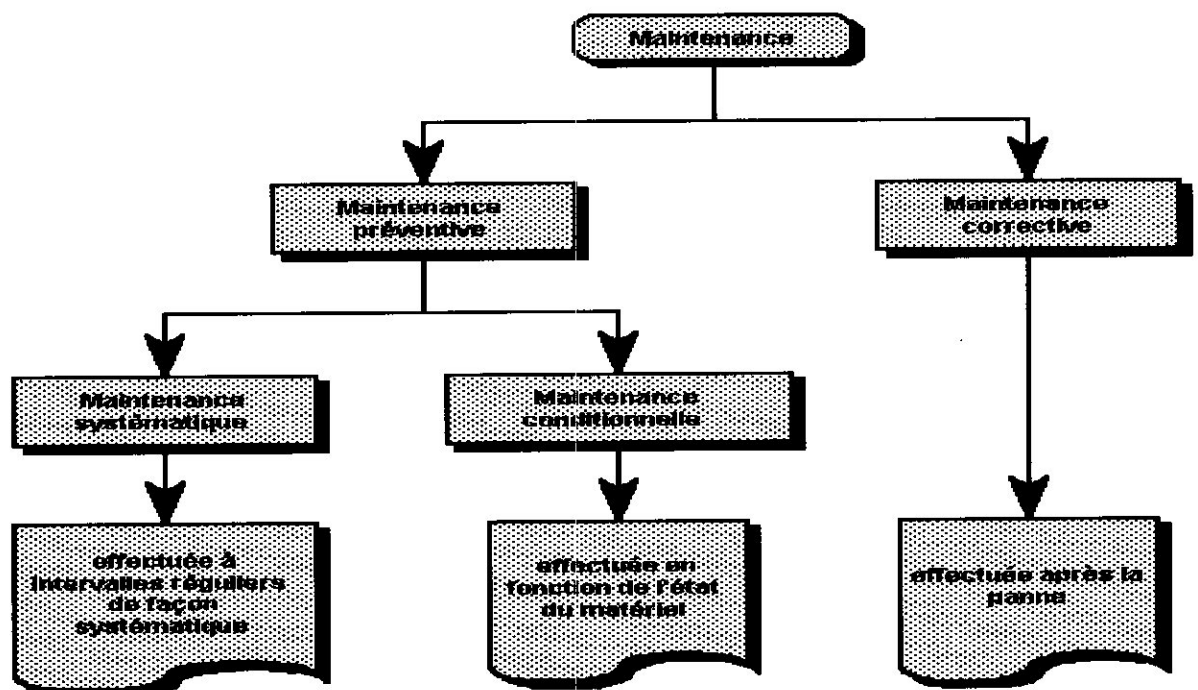 Maintenance
Maintenance
préventive
Maintenance
corrective
Maintenance
systématique
Maintenance
conditionnelle
effectuée à
intervalles réguliers
de façon
systématique
effectuée en
fonction de l'état
du matériel
effectuée après la
panne